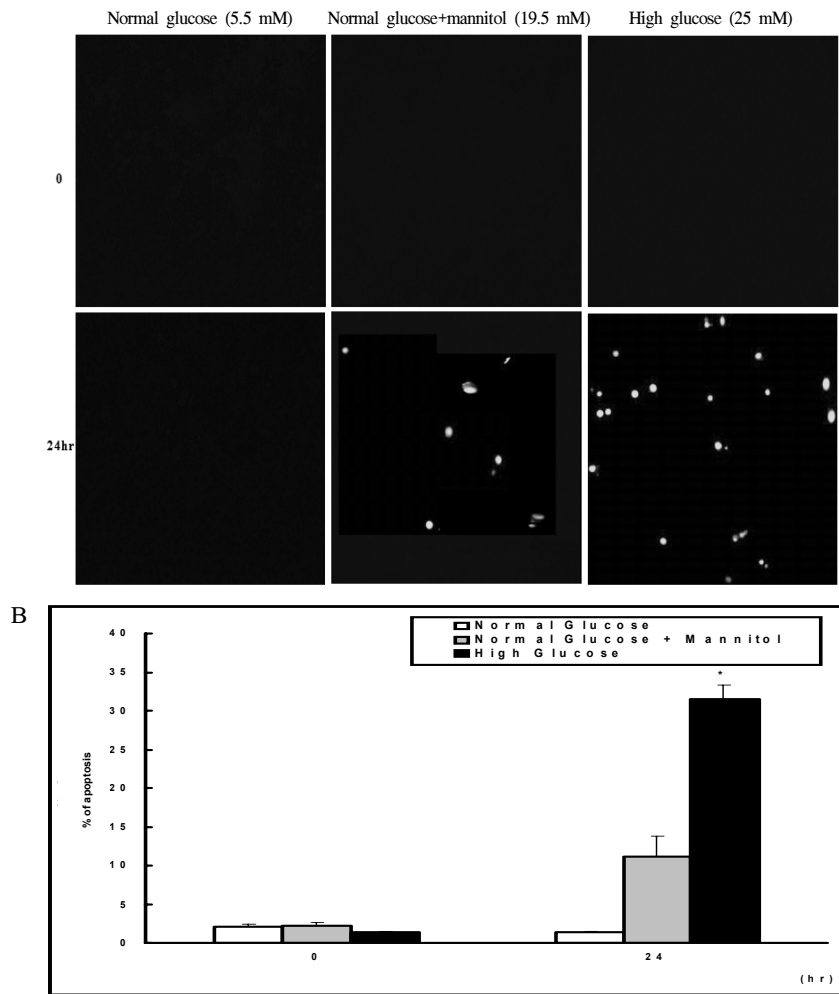 Normal glucose (5.5 mM) Normal glucose+mannitol (19.5 mM) High glucose (25 mM)
0
24hr
B
Normal Glucose
Normal Glucose + Mannitol
High Glucose
40
35
30
25
20
15
10
5
0
% of apoptosis
*
0 24
(hr)